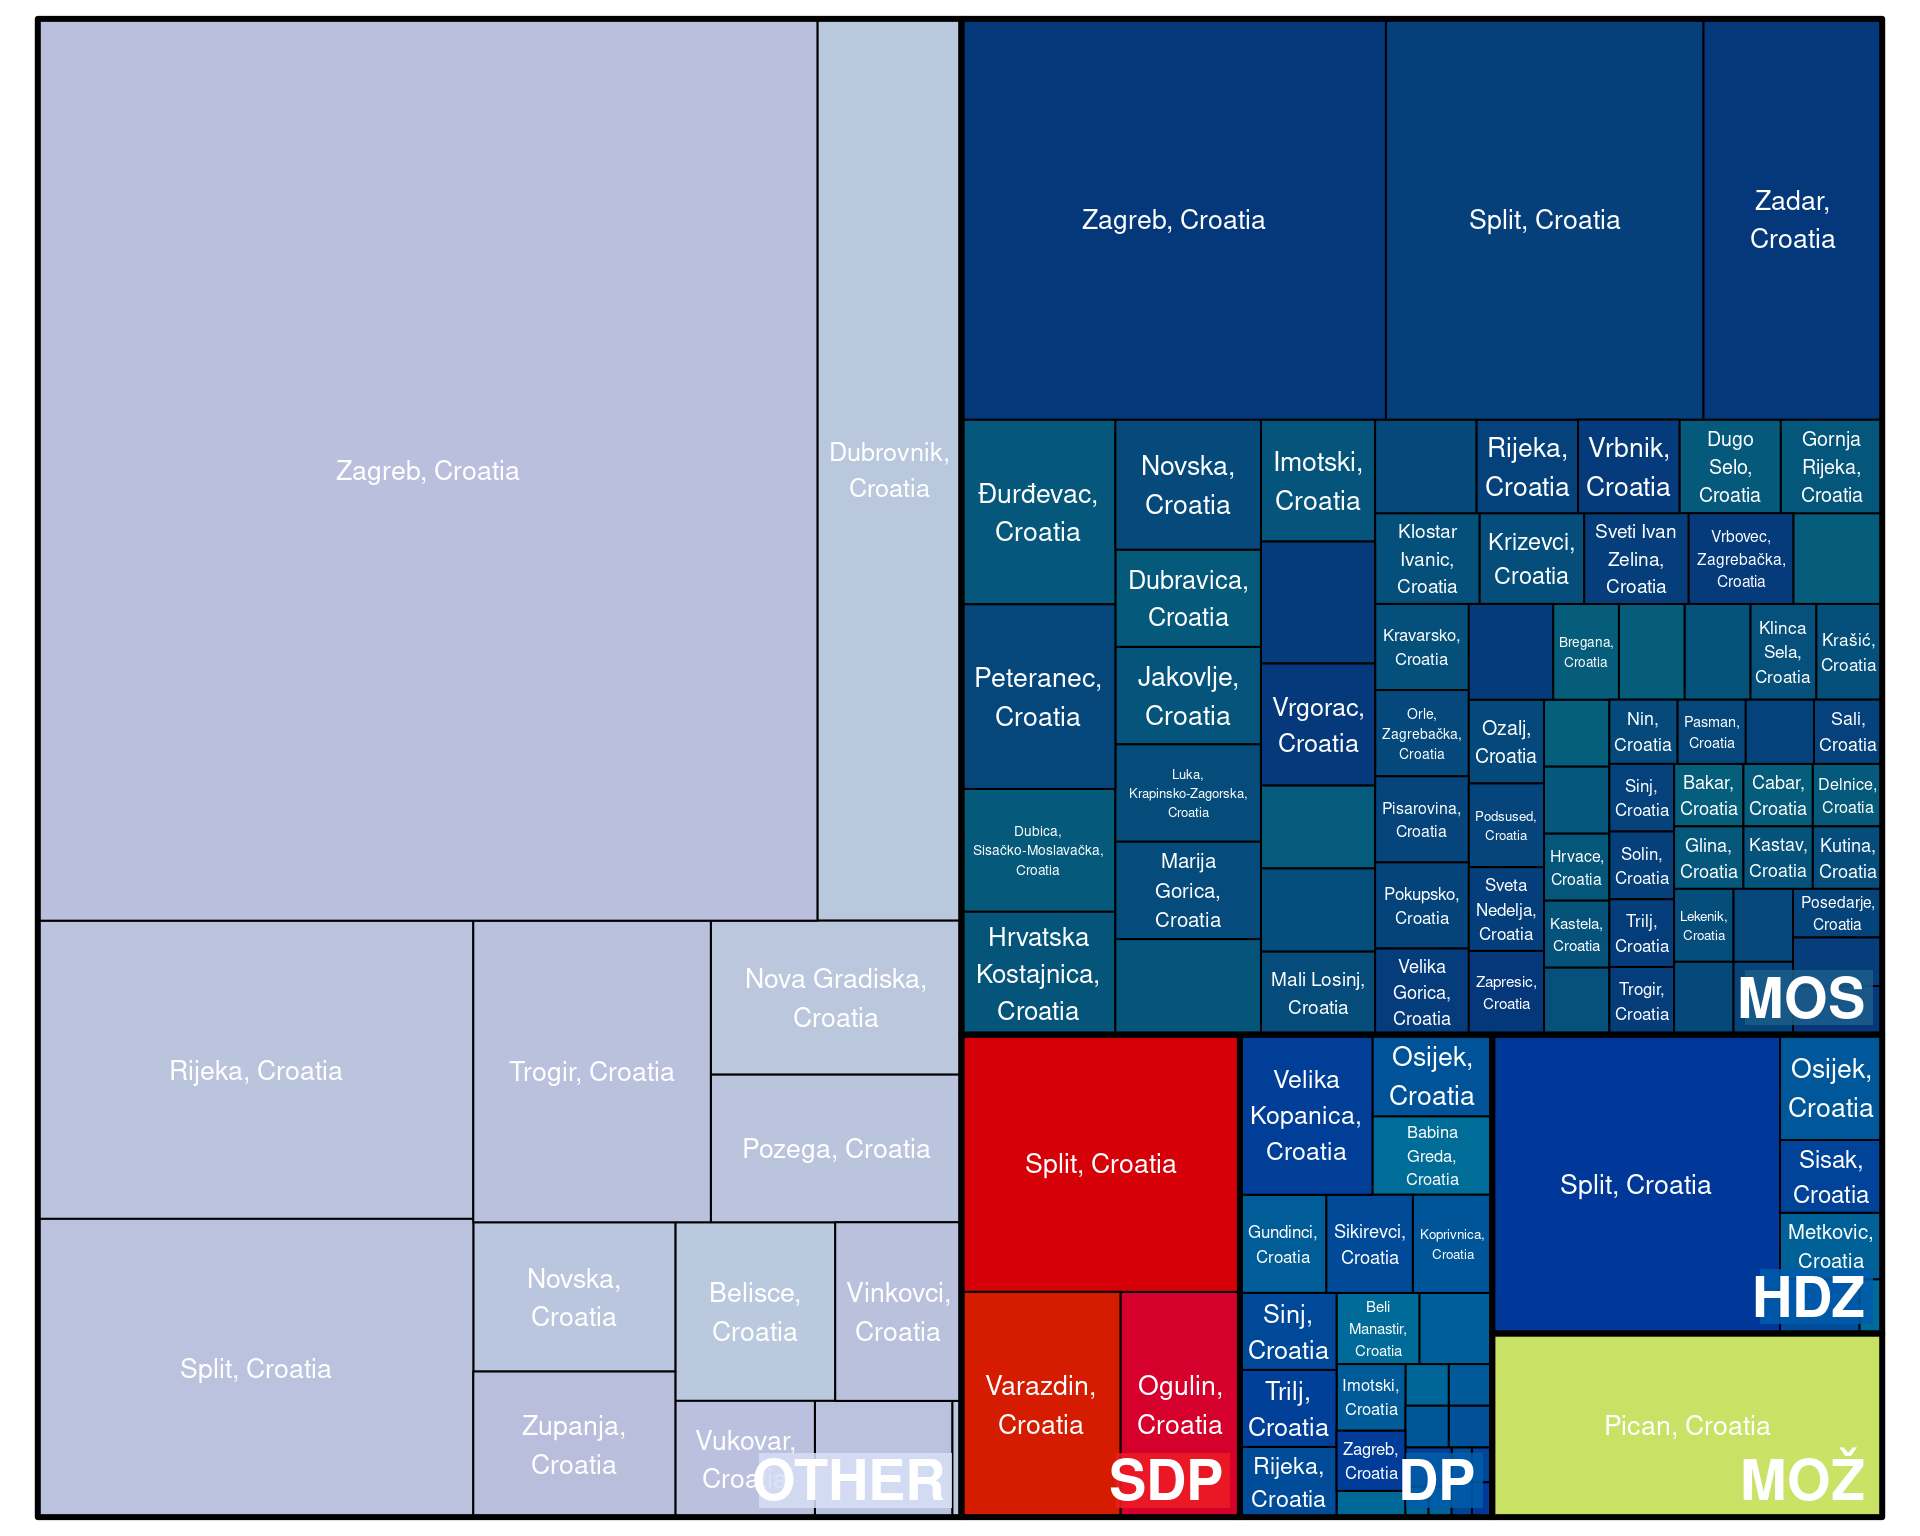 Zagreb, Croatia
Dubrovnik,
Croatia
Rijeka, Croatia
Trogir, Croatia
Nova Gradiska,
Croatia
Pozega, Croatia
Split, Croatia
Novska,
Croatia
Belisce,
Croatia
Vinkovci,
Croatia
Zupanja,
Croatia
Vukovar,
Croatia
OTHER
Zagreb, Croatia
Split, Croatia
Zadar,
Croatia
Đurđevac,
Croatia
Peteranec,
Croatia
Dubica,
Sisačko-Moslavačka,
Croatia
Hrvatska
Kostajnica,
Croatia
Novska,
Croatia
Dubravica,
Croatia
Jakovlje,
Croatia
Luka,
Krapinsko-Zagorska,
Croatia
Marija
Gorica,
Croatia
Imotski,
Croatia
Vrgorac,
Croatia
Mali Losinj,
Croatia
Rijeka,
Croatia
Vrbnik,
Croatia
Dugo
Selo,
Croatia
Gornja
Rijeka,
Croatia
Klostar
Ivanic,
Croatia
Krizevci,
Croatia
Sveti Ivan
Zelina,
Croatia
Vrbovec,
Zagrebačka,
Croatia
Kravarsko,
Croatia
Orle,
Zagrebačka,
Croatia
Pisarovina,
Croatia
Pokupsko,
Croatia
Velika
Gorica,
Croatia
Bregana,
Croatia
Klinca
Sela,
Croatia
Krašić,
Croatia
Ozalj,
Croatia
Podsused,
Croatia
Sveta
Nedelja,
Croatia
Zapresic,
Croatia
Hrvace,
Croatia
Kastela,
Croatia
Nin,
Croatia
Pasman,
Croatia
Sali,
Croatia
Sinj,
Croatia
Solin,
Croatia
Trilj,
Croatia
Trogir,
Croatia
Bakar,
Croatia
Cabar,
Croatia
Delnice,
Croatia
Glina,
Croatia
Kastav,
Croatia
Kutina,
Croatia
Lekenik,
Croatia
Posedarje,
Croatia
MOS
Split, Croatia
Varazdin,
Croatia
Ogulin,
Croatia
SDP
Velika
Kopanica,
Croatia
Osijek,
Croatia
Babina
Greda,
Croatia
Gundinci,
Croatia
Sikirevci,
Croatia
Koprivnica,
Croatia
Sinj,
Croatia
Trilj,
Croatia
Rijeka,
Croatia
Beli
Manastir,
Croatia
Imotski,
Croatia
Zagreb,
Croatia
DP
Split, Croatia
Osijek,
Croatia
Sisak,
Croatia
Metkovic,
Croatia
HDZ
Pican, Croatia
MOŽ